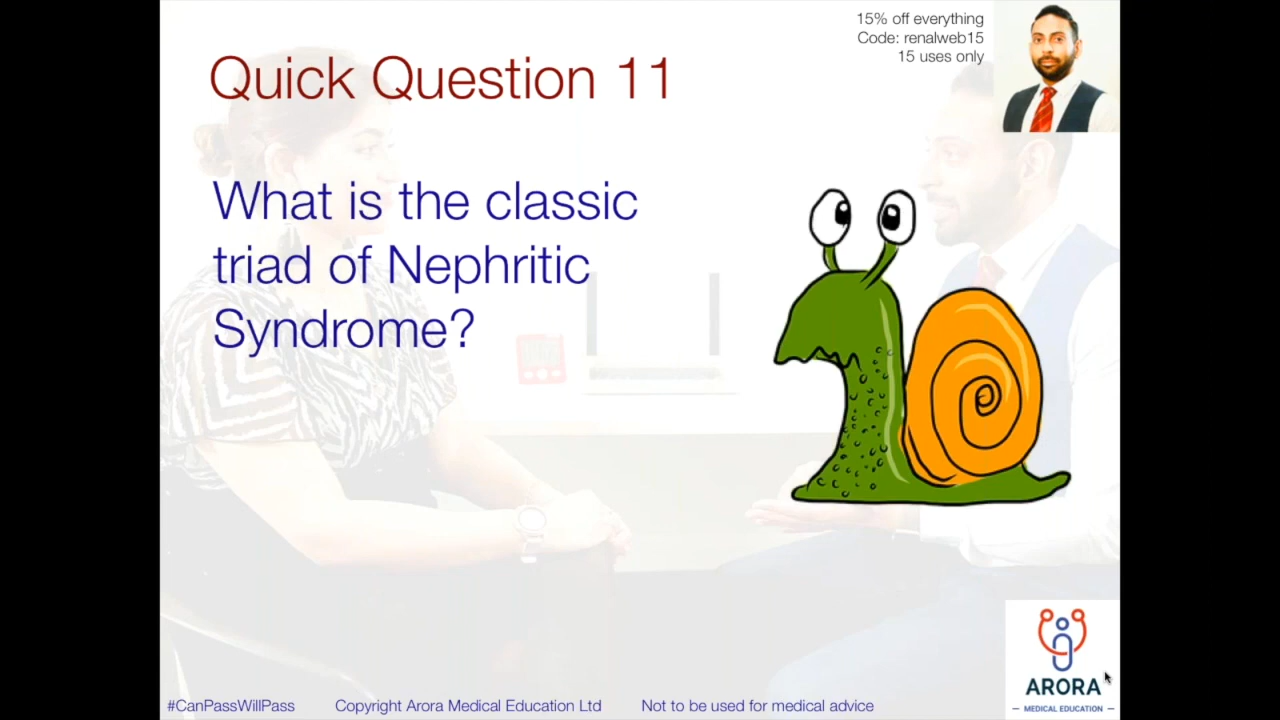 15% off everything
Code: renalweb15
15 uses only
Quick Question 11
What is the classic
triad of Nephritic
Syndrome?
ARORA
MEDICAL EDUCATION
#CanPassWillPass Copyright Arora Medical Education Ltd Not to be used for medical advice